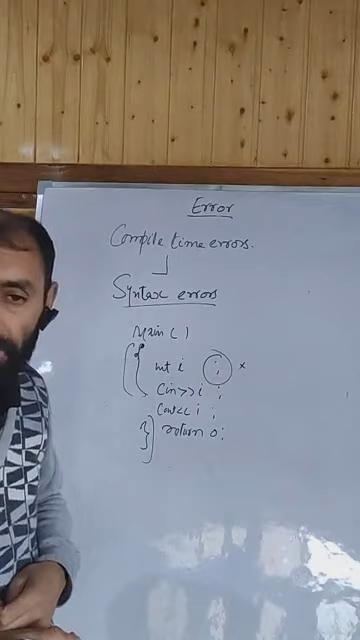 Error
Compile time errors.
Syntax errors
Main ( )
{
int i ; ×
Cin>> i ;
Cout<< i ;
return 0;
}